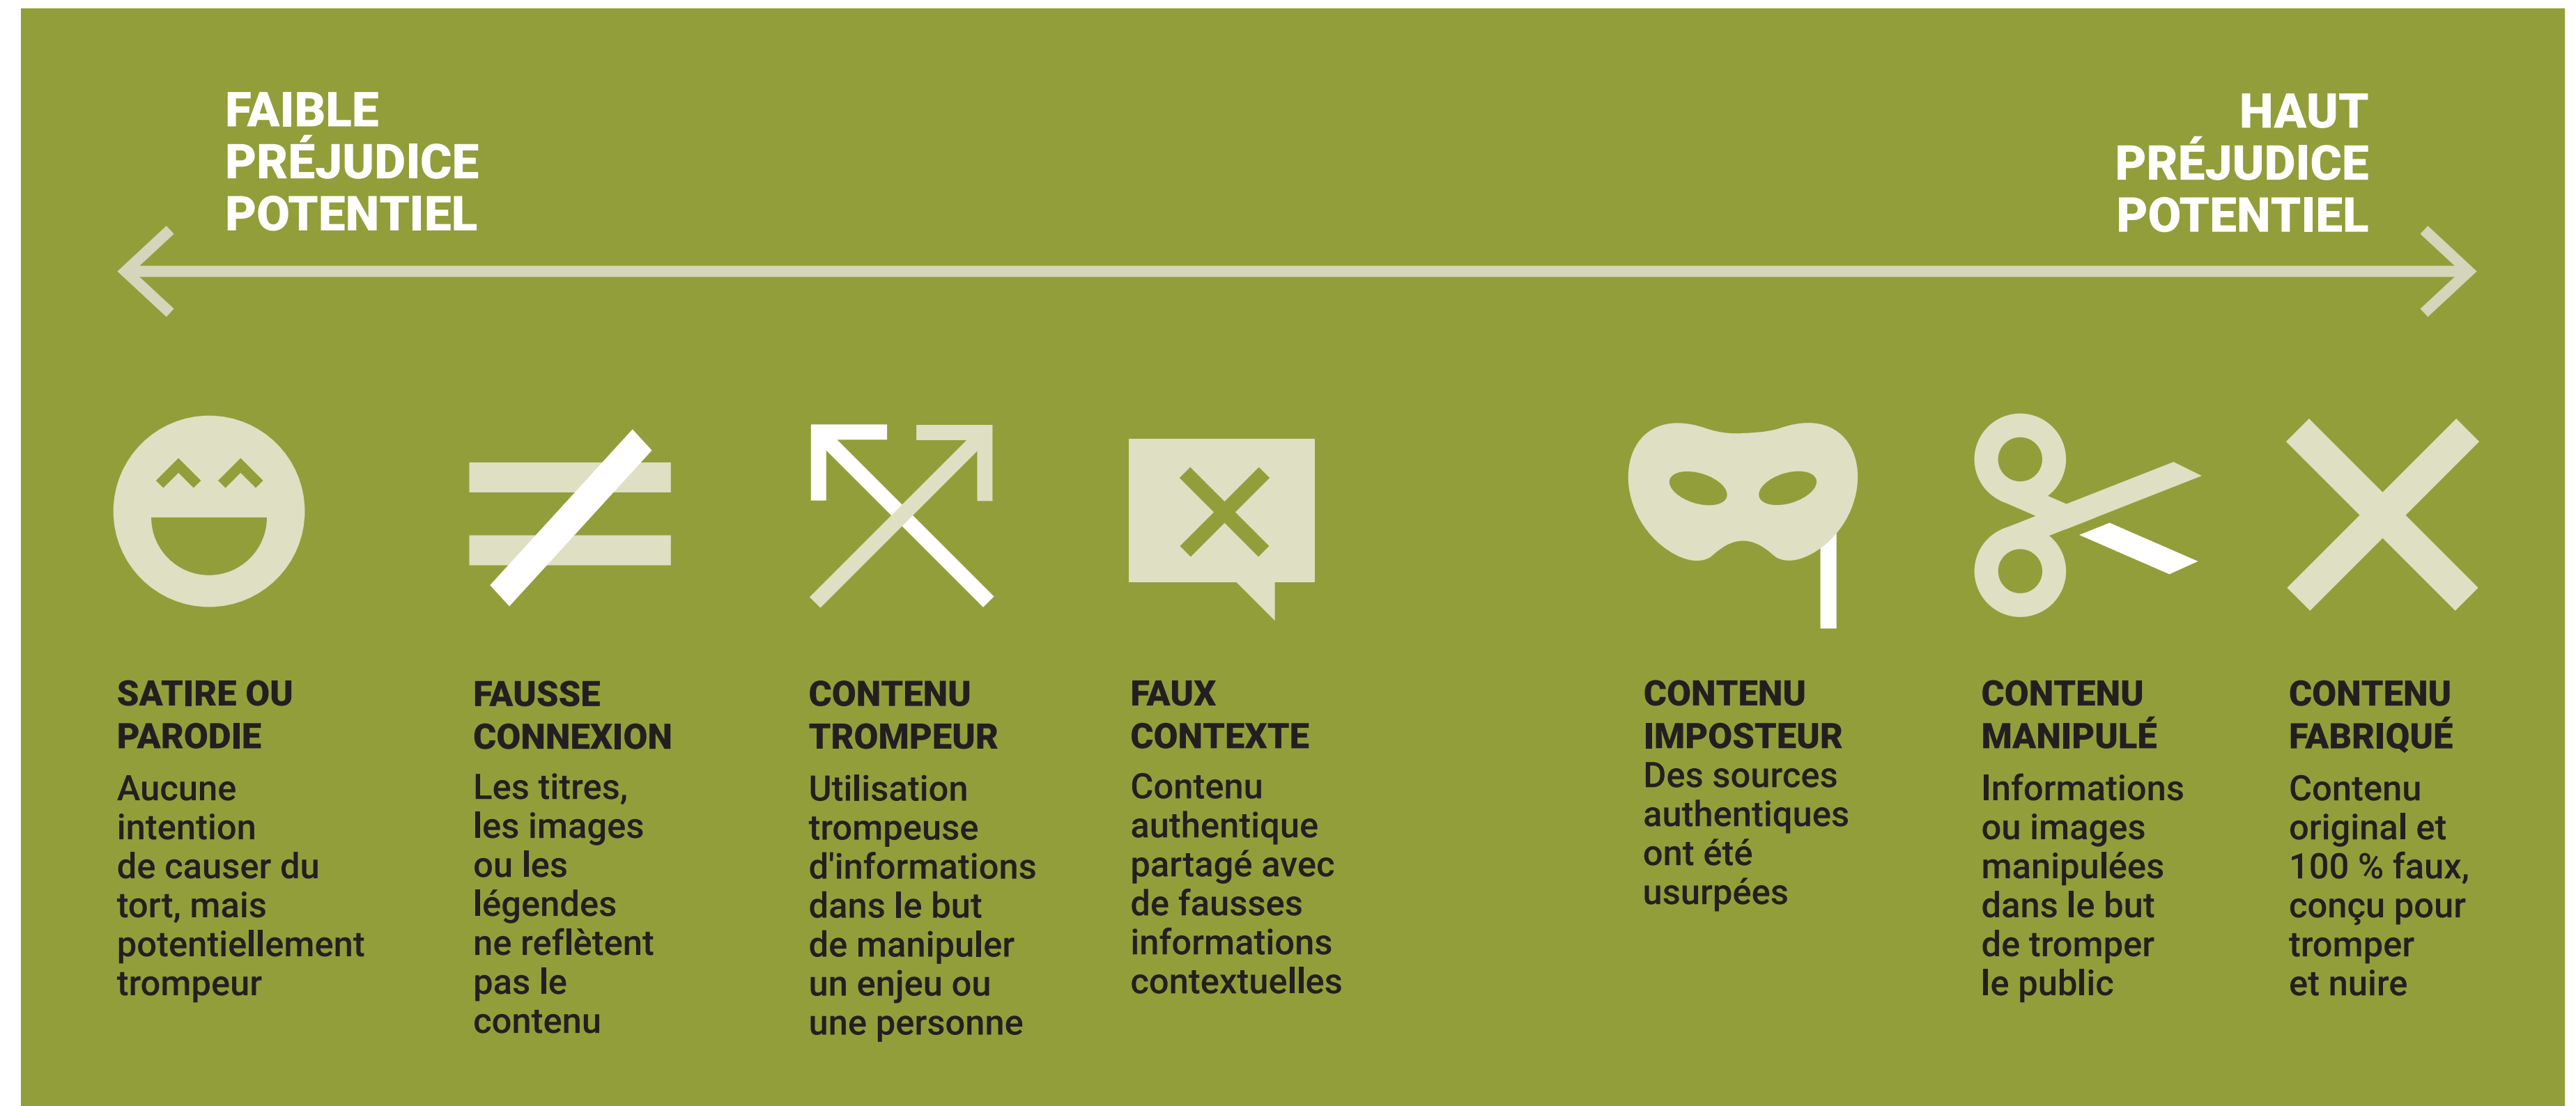 FAIBLE
PRÉJUDICE
POTENTIEL
HAUT
PRÉJUDICE
POTENTIEL
SATIRE OU
PARODIE
Aucune
intention
de causer du
tort, mais
potentiellement
trompeur
FAUSSE
CONNEXION
Les titres,
les images
ou les
légendes
ne reflètent
pas le
contenu
CONTENU
TROMPEUR
Utilisation
trompeuse
d'informations
dans le but
de manipuler
un enjeu ou
une personne
FAUX
CONTEXTE
Contenu
authentique
partagé avec
de fausses
informations
contextuelles
CONTENU
IMPOSTEUR
Des sources
authentiques
ont été
usurpées
CONTENU
MANIPULÉ
Informations
ou images
manipulées
dans le but
de tromper
le public
CONTENU
FABRIQUÉ
Contenu
original et
100 % faux,
conçu pour
tromper
et nuire